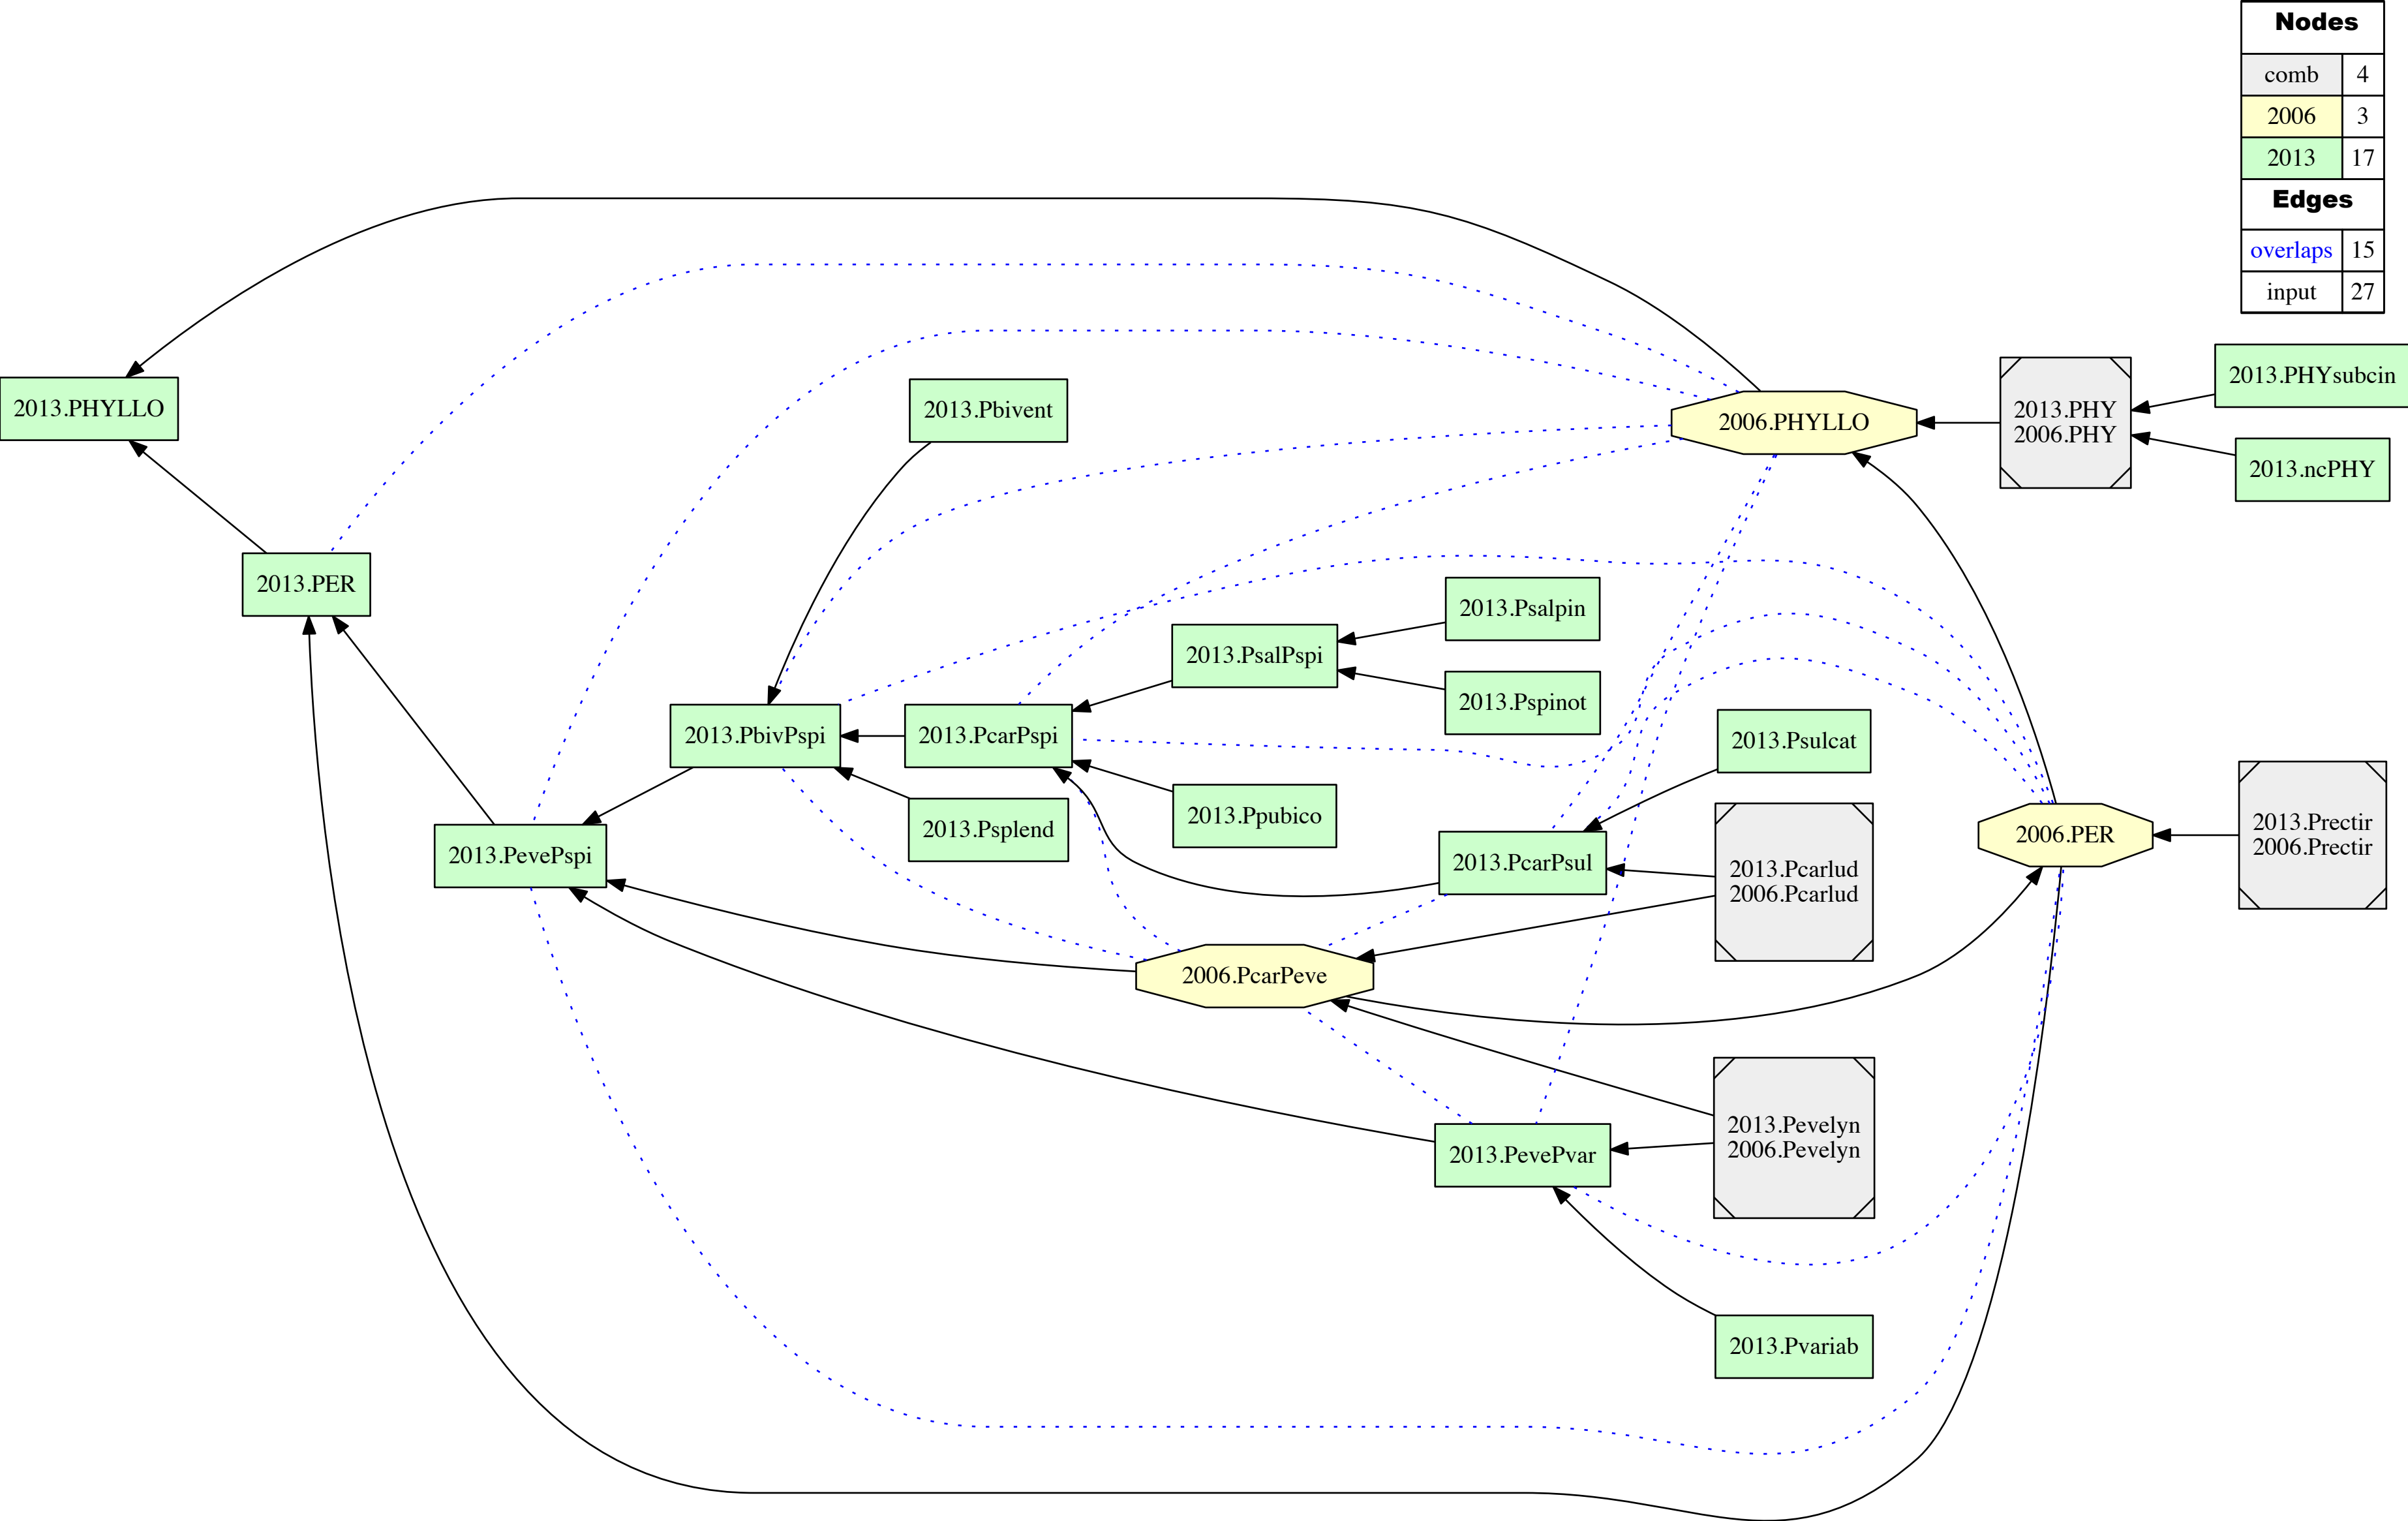 Nodes
comb 4
2006 3
2013 17
Edges
overlaps 15
input 27
2013.PHYLLO
2013.PER
2013.PevePspi
2013.PbivPspi
2013.Pbivent
2013.PcarPspi
2013.Psplend
2013.PsalPspi
2013.Ppubico
2006.PcarPeve
2013.Psalpin
2013.Pspinot
2013.PcarPsul
2013.PevePvar
2006.PHYLLO
2013.Psulcat
2013.Pcarlud
2006.Pcarlud
2013.Pevelyn
2006.Pevelyn
2013.Pvariab
2013.PHY
2006.PHY
2006.PER
2013.PHYsubcin
2013.ncPHY
2013.Prectir
2006.Prectir